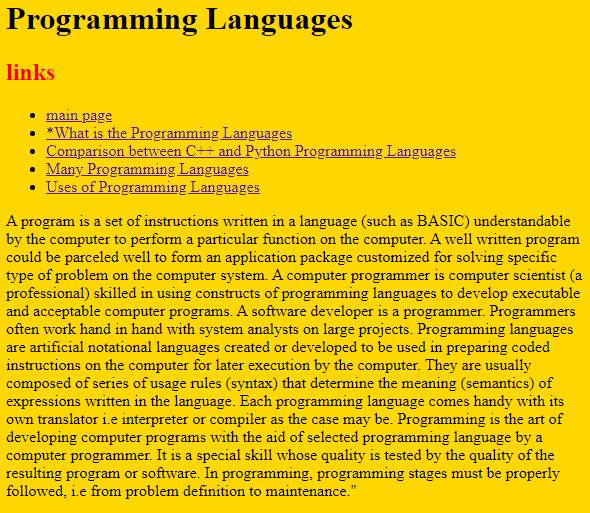 Programming Languages
links
main page
*What is the Programming Languages
Comparison between C++ and Python Programming Languages
Many Programming Languages
Uses of Programming Languages
A program is a set of instructions written in a language (such as BASIC) understandable
by the computer to perform a particular function on the computer. A well written program
could be parceled well to form an application package customized for solving specific
type of problem on the computer system. A computer programmer is computer scientist (a
professional) skilled in using constructs of programming languages to develop executable
and acceptable computer programs. A software developer is a programmer. Programmers
often work hand in hand with system analysts on large projects. Programming languages
are artificial notational languages created or developed to be used in preparing coded
instructions on the computer for later execution by the computer. They are usually
composed of series of usage rules (syntax) that determine the meaning (semantics) of
expressions written in the language. Each programming language comes handy with its
own translator i.e interpreter or compiler as the case may be. Programming is the art of
developing computer programs with the aid of selected programming language by a
computer programmer. It is a special skill whose quality is tested by the quality of the
resulting program or software. In programming, programming stages must be properly
followed, i.e from problem definition to maintenance."